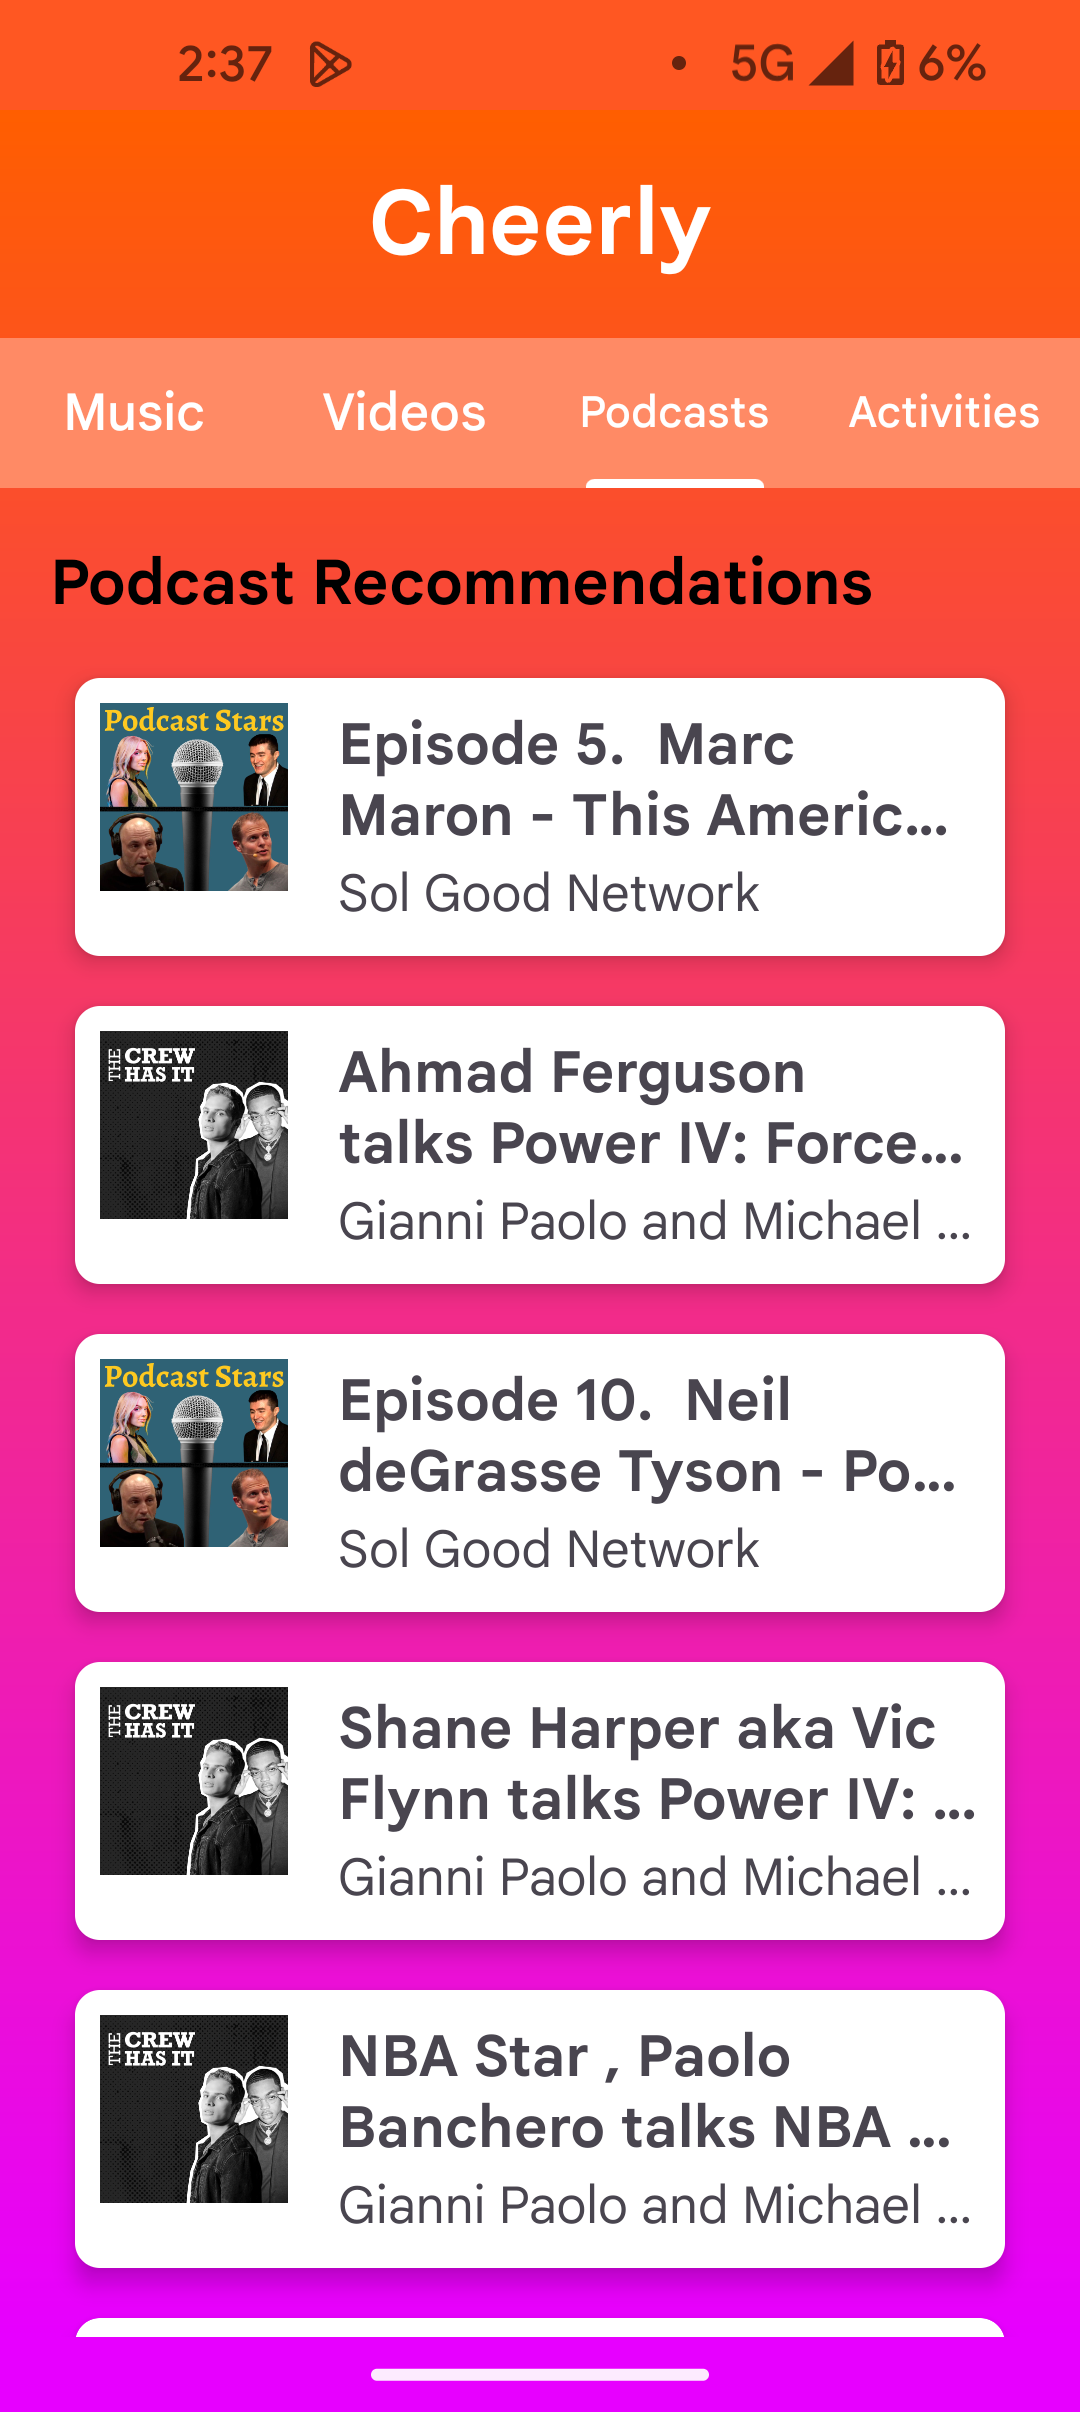 2:37 5G 6%
Cheerly
Music Videos Podcasts Activities
Podcast Recommendations
Podcast Stars
Episode 5.  Marc
Maron - This Americ...
Sol Good Network
THE CREW
HAS IT
Ahmad Ferguson
talks Power IV: Force...
Gianni Paolo and Michael ...
Podcast Stars
Episode 10.  Neil
deGrasse Tyson - Po...
Sol Good Network
THE CREW
HAS IT
Shane Harper aka Vic
Flynn talks Power IV: ...
Gianni Paolo and Michael ...
THE CREW
HAS IT
NBA Star , Paolo
Banchero talks NBA ...
Gianni Paolo and Michael ...